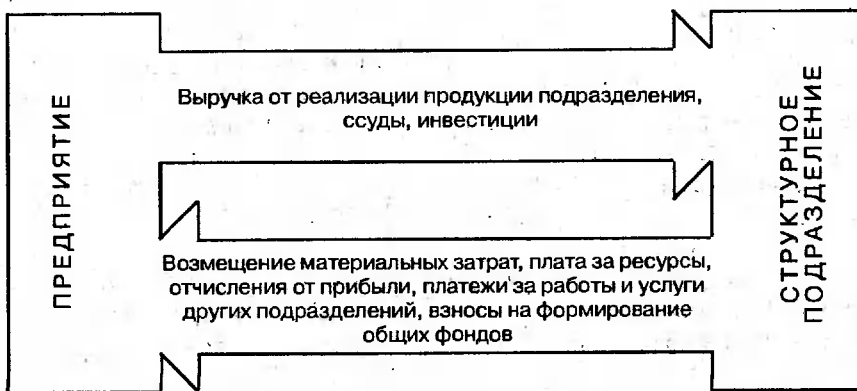 ПРЕДПРИЯТИЕ
Выручка от реализации продукции подразделения,
ссуды, инвестиции
Возмещение материальных затрат, плата за ресурсы,
отчисления от прибыли, платежи за работы и услуги
других подразделений, взносы на формирование
общих фондов
СТРУКТУРНОЕ
ПОДРАЗДЕЛЕНИЕ